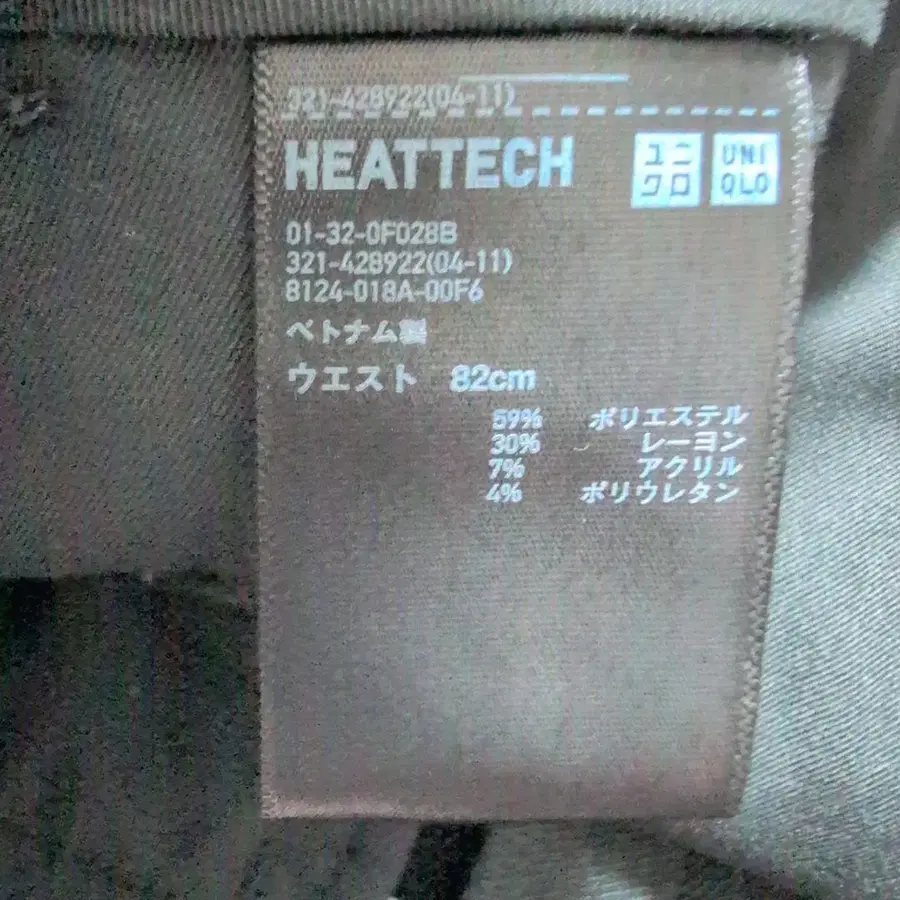 321-428922(04-11)
HEATTECH
ユニ
クロ
UNI
QLO
01-32-0F028B
321-428922(04-11)
8124-018A-00F6
ベトナム製
ウエスト 82cm
59% ポリエステル
30% レーヨン
7% アクリル
4% ポリウレタン